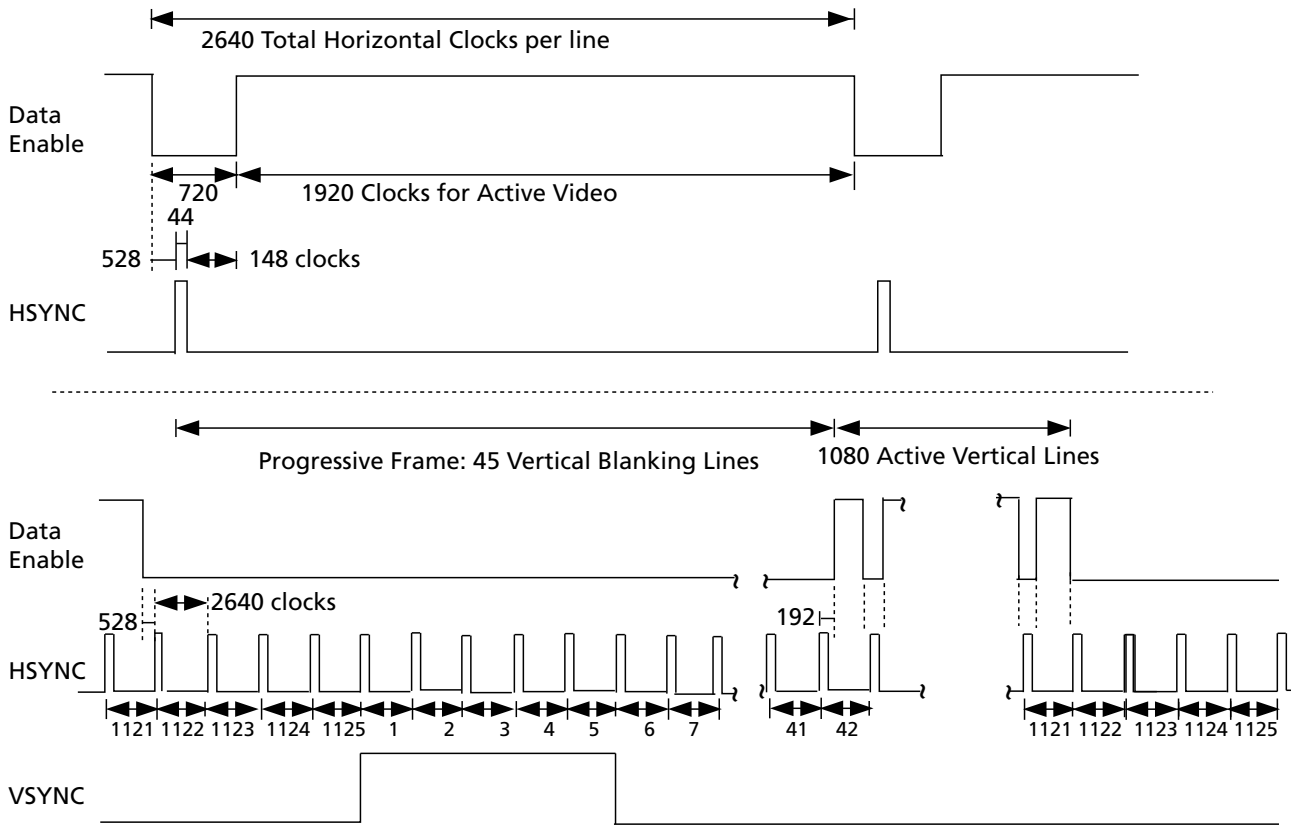 2640 Total Horizontal Clocks per line
Data
Enable
720
1920 Clocks for Active Video
44
528
148 clocks
HSYNC
Progressive Frame: 45 Vertical Blanking Lines
1080 Active Vertical Lines
Data
Enable
2640 clocks
528
192
HSYNC
1121 1122 1123 1124 1125 1 2 3 4 5 6 7 41 42 1121 1122 1123 1124 1125
VSYNC